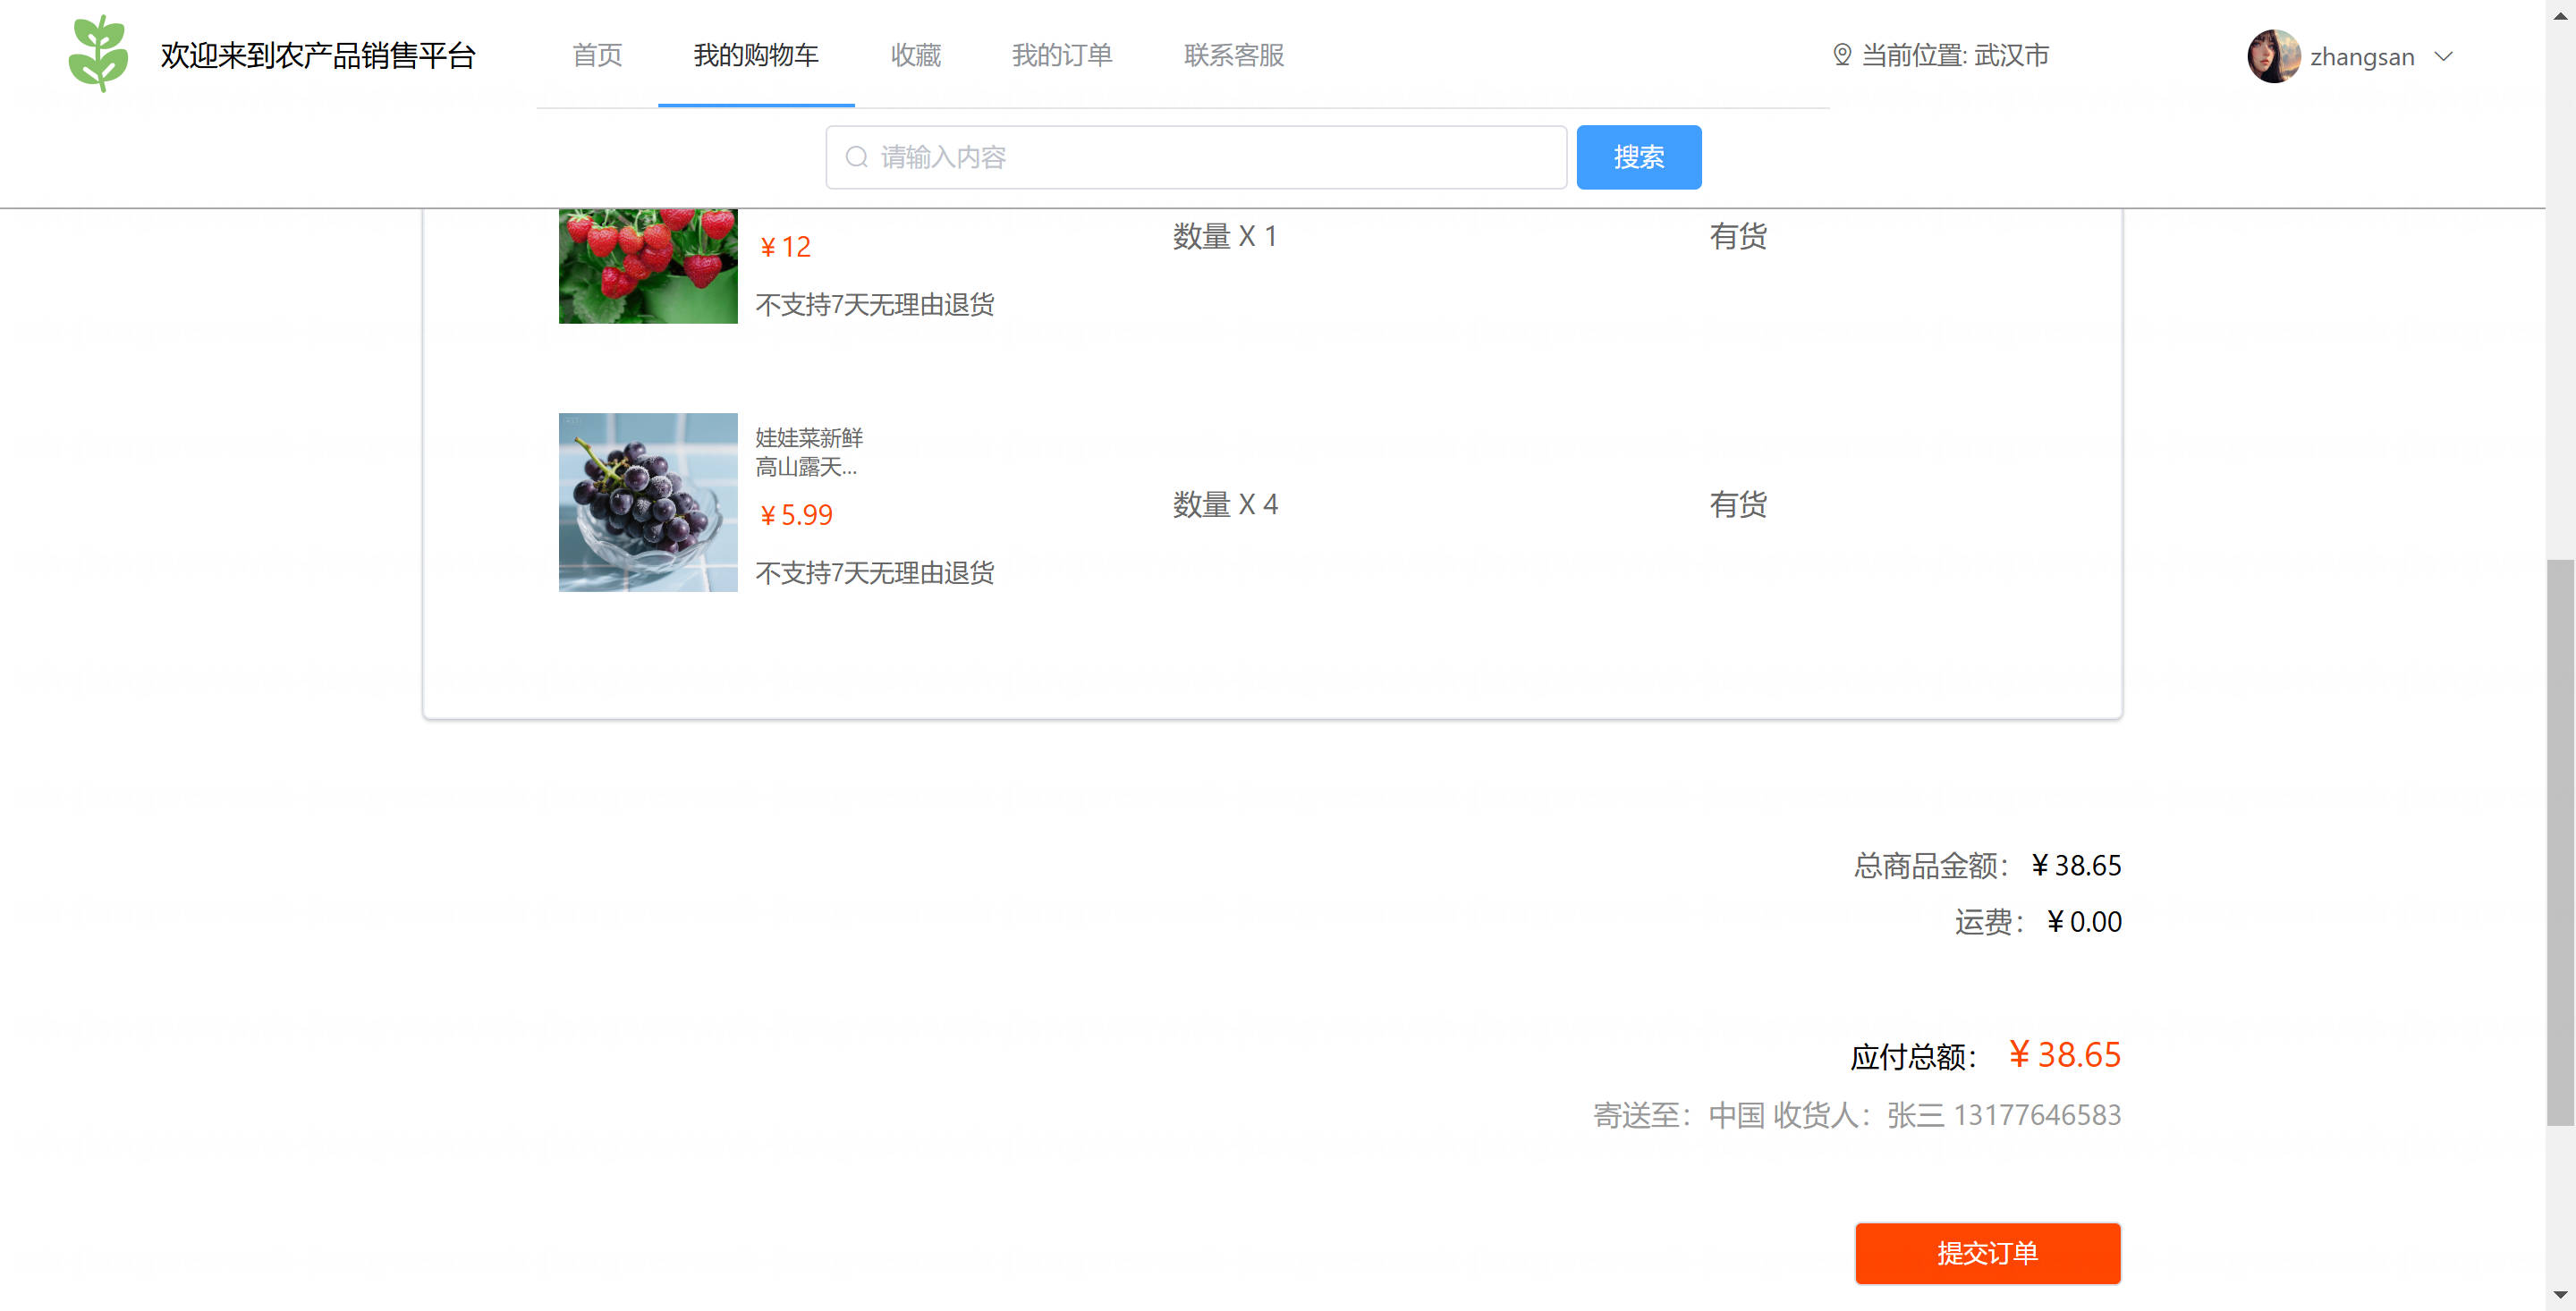 欢迎来到农产品销售平台 首页 我的购物车 收藏 我的订单 联系客服 当前位置: 武汉市 zhangsan
请输入内容 搜索
¥ 12 数量 X 1 有货
不支持7天无理由退货
娃娃菜新鲜
高山露天...
¥ 5.99 数量 X 4 有货
不支持7天无理由退货
总商品金额： ¥ 38.65
运费： ¥ 0.00
应付总额： ¥ 38.65
寄送至：中国 收货人：张三 13177646583
提交订单